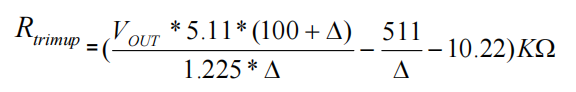 R_trimup = (V_OUT * 5.11 * (100 + Δ) / 1.225 * Δ − 511 / Δ − 10.22) KΩ